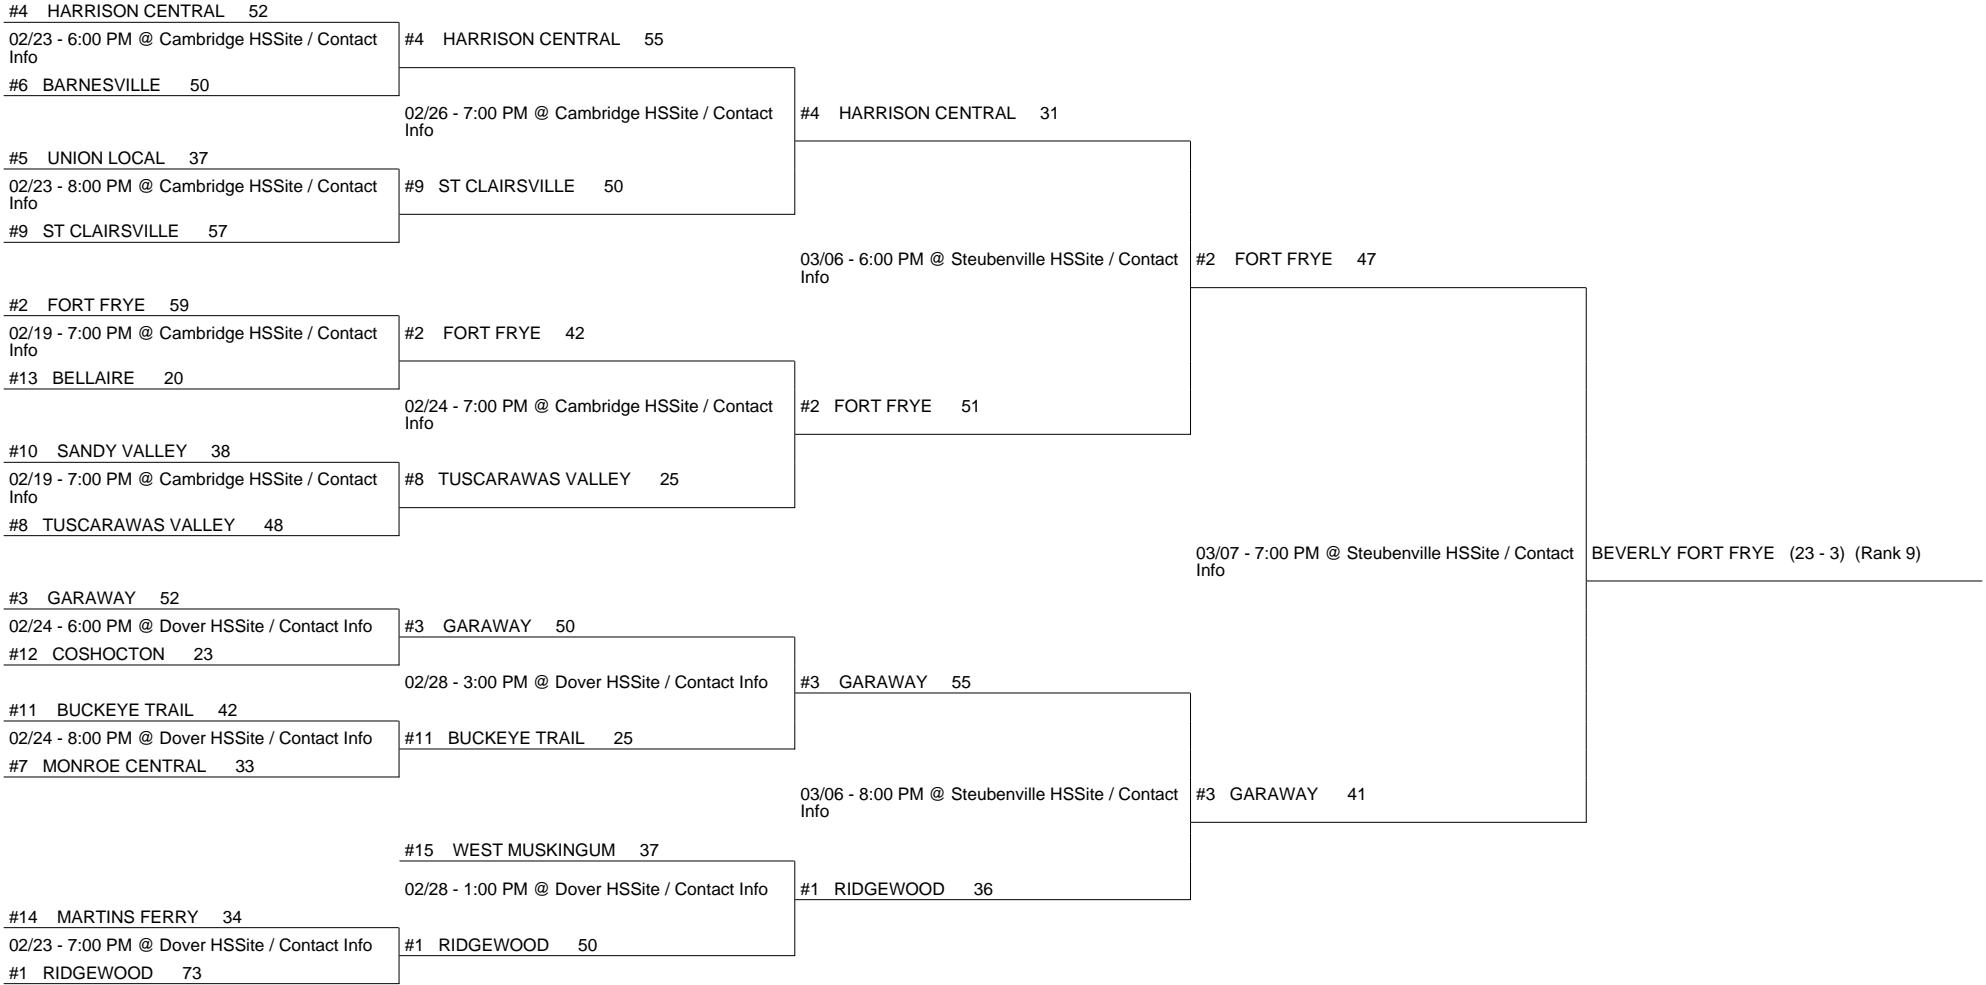 #4 HARRISON CENTRAL 52
02/23 - 6:00 PM @ Cambridge HSSite / Contact
Info
#6 BARNESVILLE 50
#5 UNION LOCAL 37
02/23 - 8:00 PM @ Cambridge HSSite / Contact
Info
#9 ST CLAIRSVILLE 57
#2 FORT FRYE 59
02/19 - 7:00 PM @ Cambridge HSSite / Contact
Info
#13 BELLAIRE 20
#10 SANDY VALLEY 38
02/19 - 7:00 PM @ Cambridge HSSite / Contact
Info
#8 TUSCARAWAS VALLEY 48
#3 GARAWAY 52
02/24 - 6:00 PM @ Dover HSSite / Contact Info
#12 COSHOCTON 23
#11 BUCKEYE TRAIL 42
02/24 - 8:00 PM @ Dover HSSite / Contact Info
#7 MONROE CENTRAL 33
#14 MARTINS FERRY 34
02/23 - 7:00 PM @ Dover HSSite / Contact Info
#1 RIDGEWOOD 73
#4 HARRISON CENTRAL 55
02/26 - 7:00 PM @ Cambridge HSSite / Contact
Info
#9 ST CLAIRSVILLE 50
#2 FORT FRYE 42
02/24 - 7:00 PM @ Cambridge HSSite / Contact
Info
#8 TUSCARAWAS VALLEY 25
#3 GARAWAY 50
02/28 - 3:00 PM @ Dover HSSite / Contact Info
#11 BUCKEYE TRAIL 25
#15 WEST MUSKINGUM 37
02/28 - 1:00 PM @ Dover HSSite / Contact Info
#1 RIDGEWOOD 50
#4 HARRISON CENTRAL 31
03/06 - 6:00 PM @ Steubenville HSSite / Contact
Info
#2 FORT FRYE 51
#3 GARAWAY 55
03/06 - 8:00 PM @ Steubenville HSSite / Contact
Info
#1 RIDGEWOOD 36
#2 FORT FRYE 47
03/07 - 7:00 PM @ Steubenville HSSite / Contact
Info
#3 GARAWAY 41
BEVERLY FORT FRYE (23 - 3) (Rank 9)